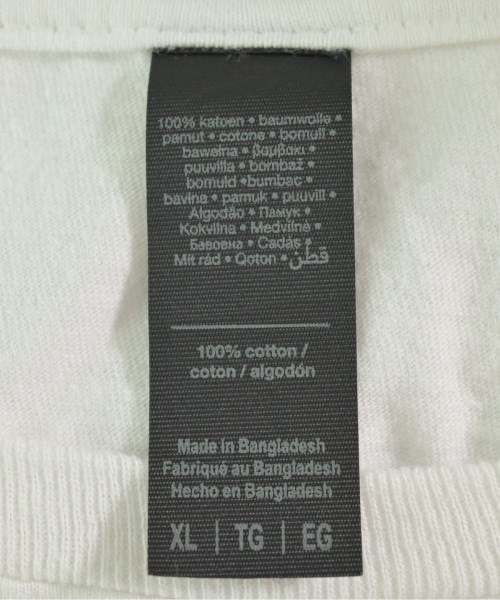 100% katoen • baumwolle •
pamut • cotone • bomull •
bawełna • βαμβακι •
puuvilla • bombaž •
bomuld •bumbac •
bavlna • pamuk • puuvill •
Algodão • Памук •
Kokvilna • Medvilnė •
Бавовна • Cadás •
Mit rád • Qoton • قطن
100% cotton /
coton / algodón
Made in Bangladesh
Fabriqué au Bangladesh
Hecho en Bangladesh
XL | TG | EG